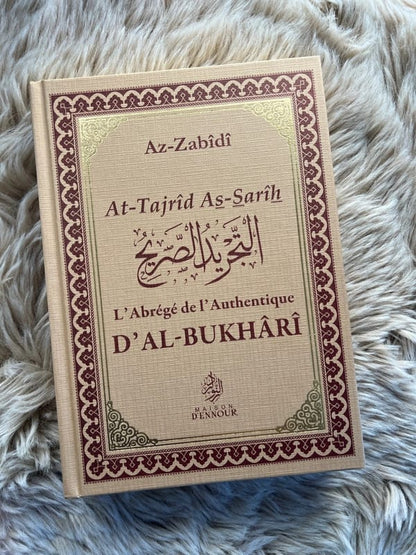 Az-Zabîdî
At-Tajrîd As-Sarîh
التجريد الصريح
L'Abrégé de l'Authentique
D'AL-BUKHÂRÎ
MAISON
D'ENNOUR